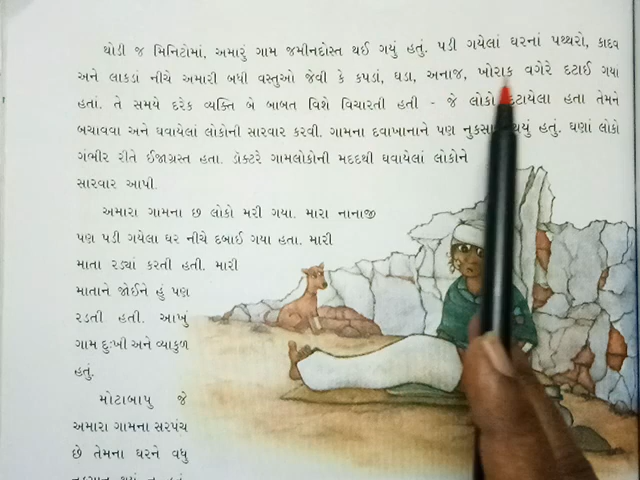 થોડી જ મિનિટોમાં, અમારું ગામ જમીનદોસ્ત થઈ ગયું હતું. પડી ગયેલાં ઘરનાં પથ્થરો, કાદવ
અને લાકડાં નીચે અમારી બધી વસ્તુઓ જેવી કે કપડાં, ઘડા, અનાજ, ખોરાક વગેરે દટાઈ ગયા
હતાં. તે સમયે દરેક વ્યક્તિ બે બાબત વિશે વિચારતી હતી - જે લોકો દટાયેલા હતા તેમને
બચાવવા અને ઘવાયેલાં લોકોની સારવાર કરવી. ગામના દવાખાનાને પણ થયું હતું. ઘણાં લોકો
ગંભીર રીતે ઈજાગ્રસ્ત હતા. ડૉક્ટરે ગામલોકોની મદદથી ઘવાયેલાં લોકોને
સારવાર આપી.
અમારા ગામના છ લોકો મરી ગયા. મારા નાનાજી
પણ પડી ગયેલા ઘર નીચે દબાઈ ગયા હતા. મારી
માતા રડ્યાં કરતી હતી. મારી
માતાને જોઈને હું પણ
રડતી હતી. આખું
ગામ દુઃખી અને વ્યાકુળ
હતું.
મોટાબાપુ જે
અમારા ગામના સરપંચ
છે તેમના ઘરને વધુ